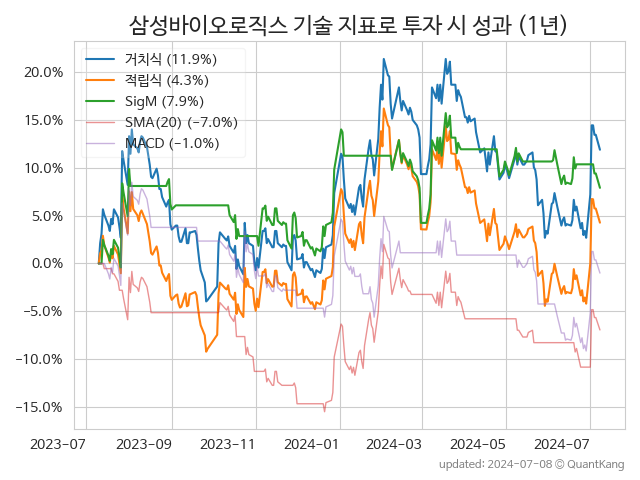 삼성바이오로직스 기술 지표로 투자 시 성과 (1년)
거치식 (11.9%)
적립식 (4.3%)
SigM (7.9%)
SMA(20) (−7.0%)
MACD (−1.0%)
20.0%
15.0%
10.0%
5.0%
0.0%
−5.0%
−10.0%
−15.0%
2023-07
2023-09
2023-11
2024-01
2024-03
2024-05
2024-07
updated: 2024-07-08 © QuantKang